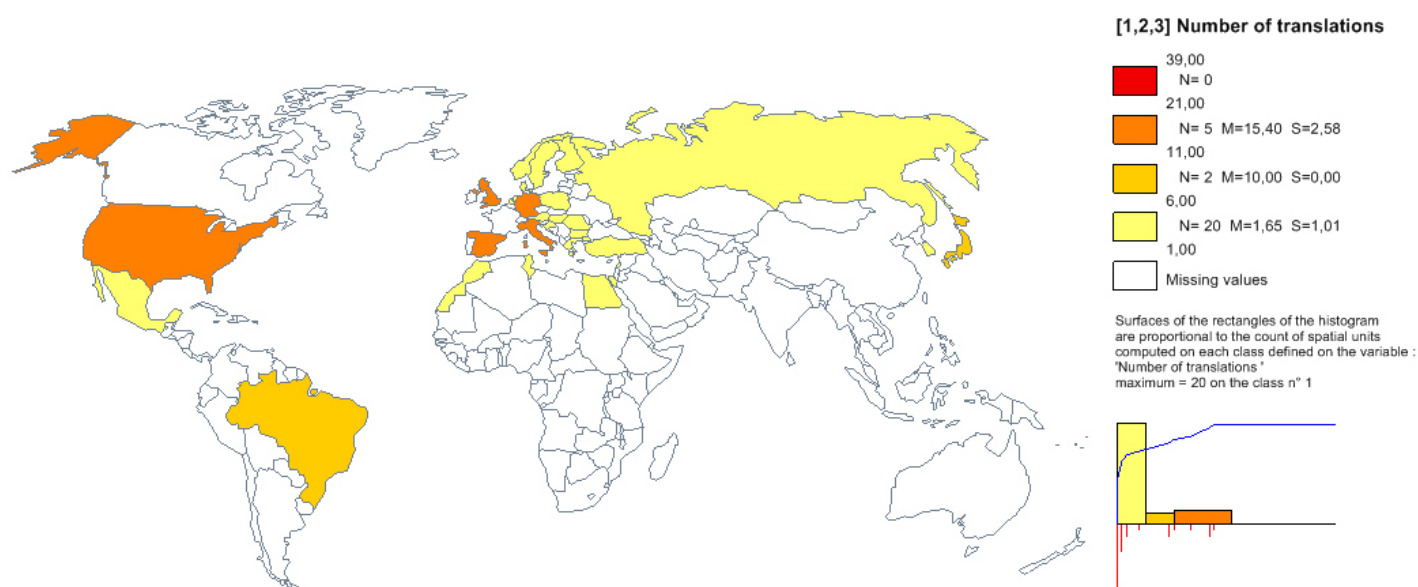 [1,2,3] Number of translations
39,00
N= 0
21,00
N= 5 M=15,40 S=2,58
11,00
N= 2 M=10,00 S=0,00
6,00
N= 20 M=1,65 S=1,01
1,00
Missing values
Surfaces of the rectangles of the histogram
are proportional to the count of spatial units
computed on each class defined on the variable :
'Number of translations '
maximum = 20 on the class n° 1